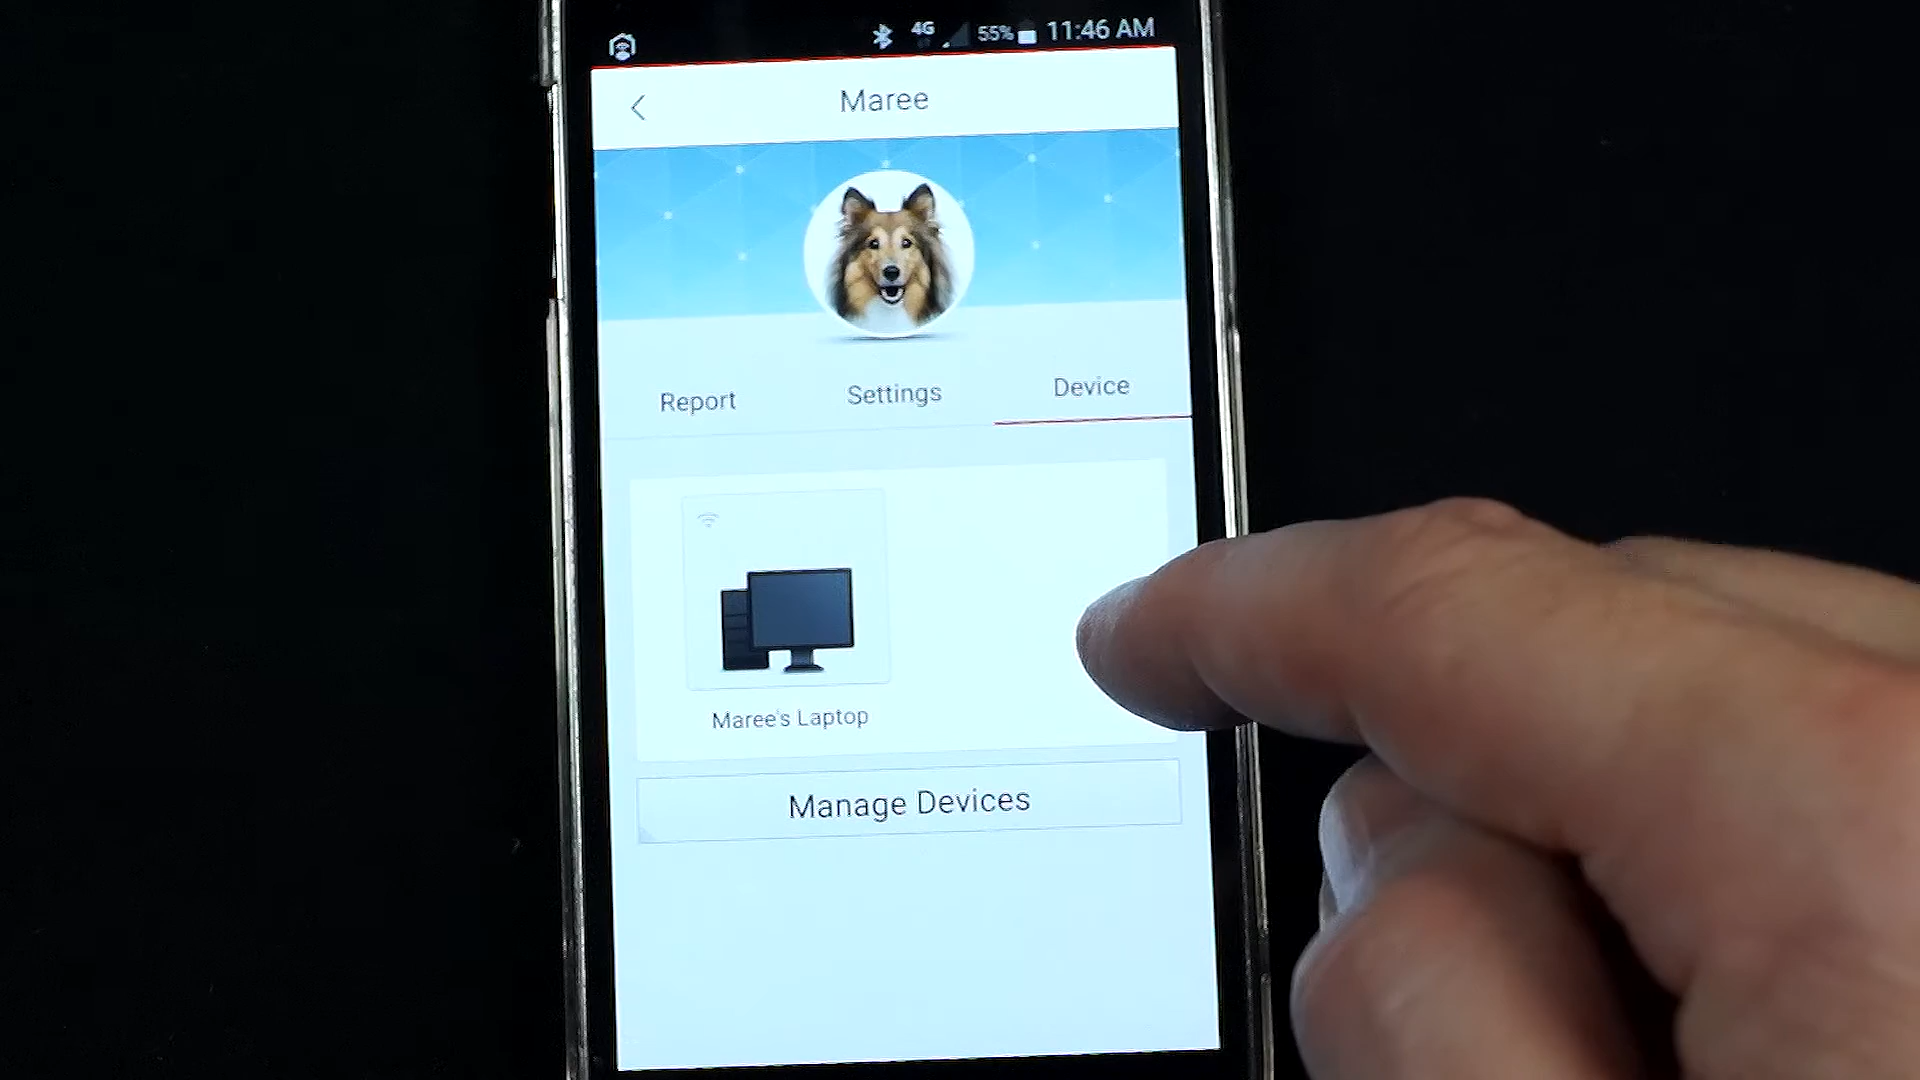 4G 55% 11:46 AM
Maree
Report Settings Device
Maree's Laptop
Manage Devices